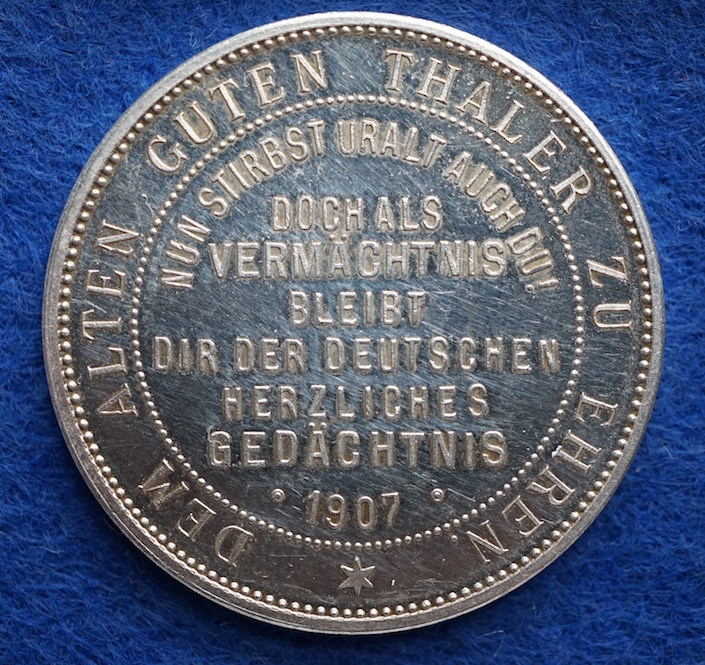 DEM ALTEN GUTEN THALER ZU EHREN.
NUN STIRBST URALT AUCH DU!
DOCH ALS
VERMÄCHTNIS
BLEIBT
DIR DER DEUTSCHEN
HERZLICHES
GEDÄCHTNIS
1907